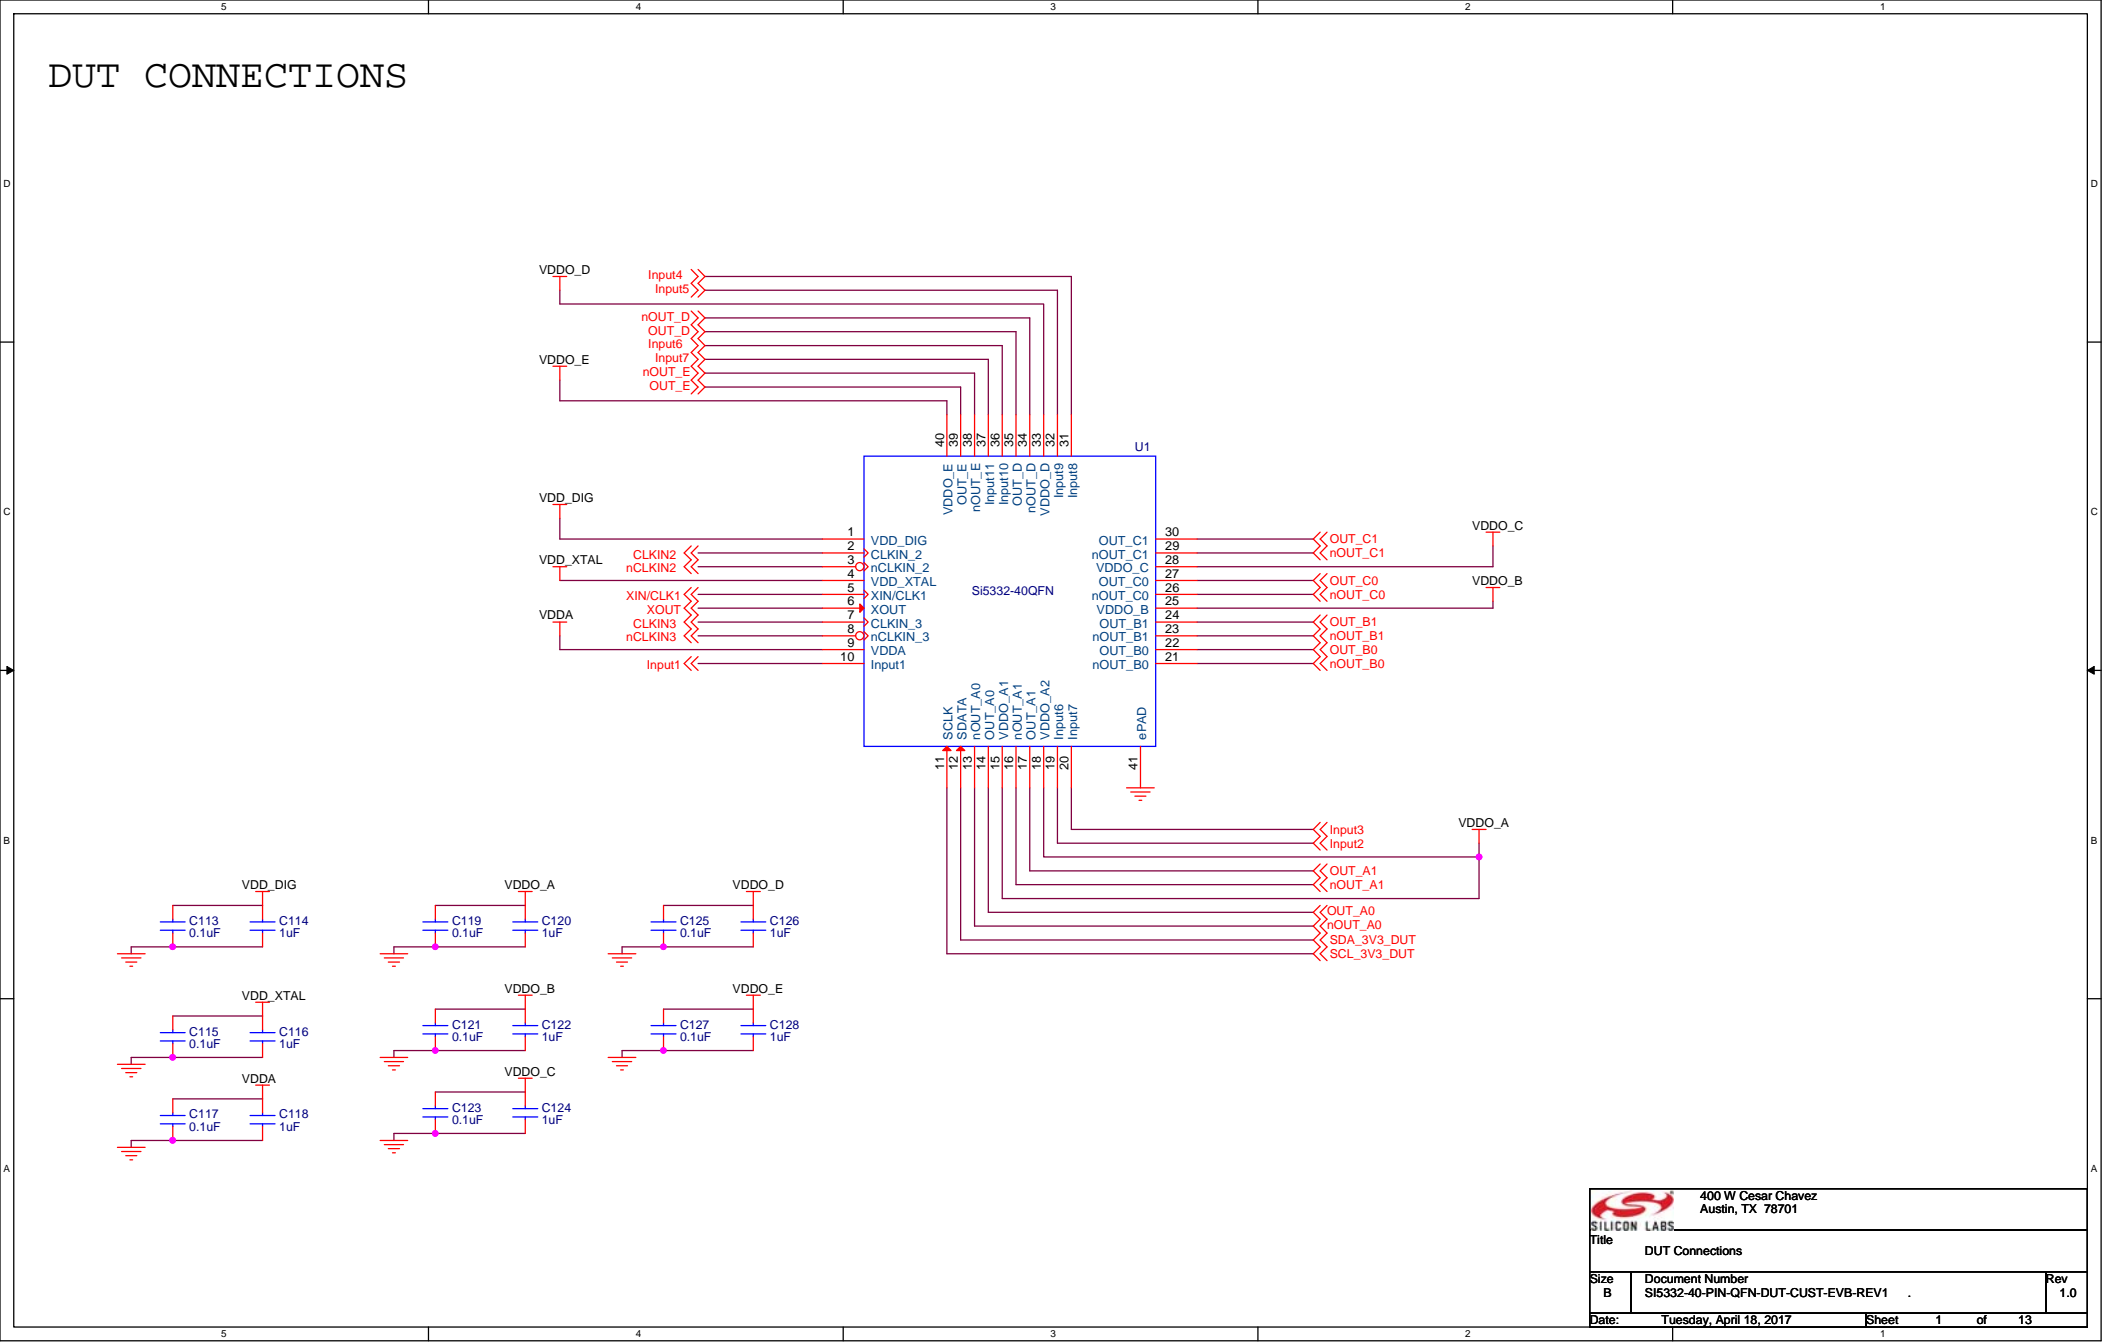 5 4 3 2 1
DUT CONNECTIONS
D D
VDDO_D
Input4
Input5
nOUT_D
OUT_D
Input6
VDDO_E
Input7
nOUT_E
OUT_E
40 39 38 37 36 35 34 33 32 31
U1
VDDO_E OUT_E nOUT_E Input11 Input10 OUT_D nOUT_D VDDO_D Input9 Input8
C C
VDD_DIG
1 VDD_DIG
CLKIN2 2 CLKIN_2
nCLKIN2 3 nCLKIN_2
VDD_XTAL
4 VDD_XTAL
XIN/CLK1 5 XIN/CLK1
XOUT 6 XOUT
CLKIN3 7 CLKIN_3
nCLKIN3 8 nCLKIN_3
VDDA
9 VDDA
Input1 10 Input1
Si5332-40QFN
OUT_C1 30 OUT_C1
nOUT_C1 29 nOUT_C1
VDDO_C 28 VDDO_C
OUT_C0 27 OUT_C0
nOUT_C0 26 nOUT_C0
VDDO_B 25 VDDO_B
OUT_B1 24 OUT_B1
nOUT_B1 23 nOUT_B1
OUT_B0 22 OUT_B0
nOUT_B0 21 nOUT_B0
SCLK SDATA nOUT_A0 OUT_A0 VDDO_A1 nOUT_A1 OUT_A1 VDDO_A2 Input6 Input7 ePAD
11 12 13 14 15 16 17 18 19 20 41
B B
VDDO_A
Input3
Input2
OUT_A1
nOUT_A1
OUT_A0
nOUT_A0
SDA_3V3_DUT
SCL_3V3_DUT
VDD_DIG VDDO_A VDDO_D
C113 C114 C119 C120 C125 C126
0.1uF 1uF 0.1uF 1uF 0.1uF 1uF
VDD_XTAL VDDO_B VDDO_E
C115 C116 C121 C122 C127 C128
0.1uF 1uF 0.1uF 1uF 0.1uF 1uF
VDDA VDDO_C
C117 C118 C123 C124
0.1uF 1uF 0.1uF 1uF
A A
SILICON LABS
400 W Cesar Chavez
Austin, TX 78701
Title
DUT Connections
Size Document Number Rev
B SI5332-40-PIN-QFN-DUT-CUST-EVB-REV1 . 1.0
Date: Tuesday, April 18, 2017 Sheet 1 of 13
5 4 3 2 1